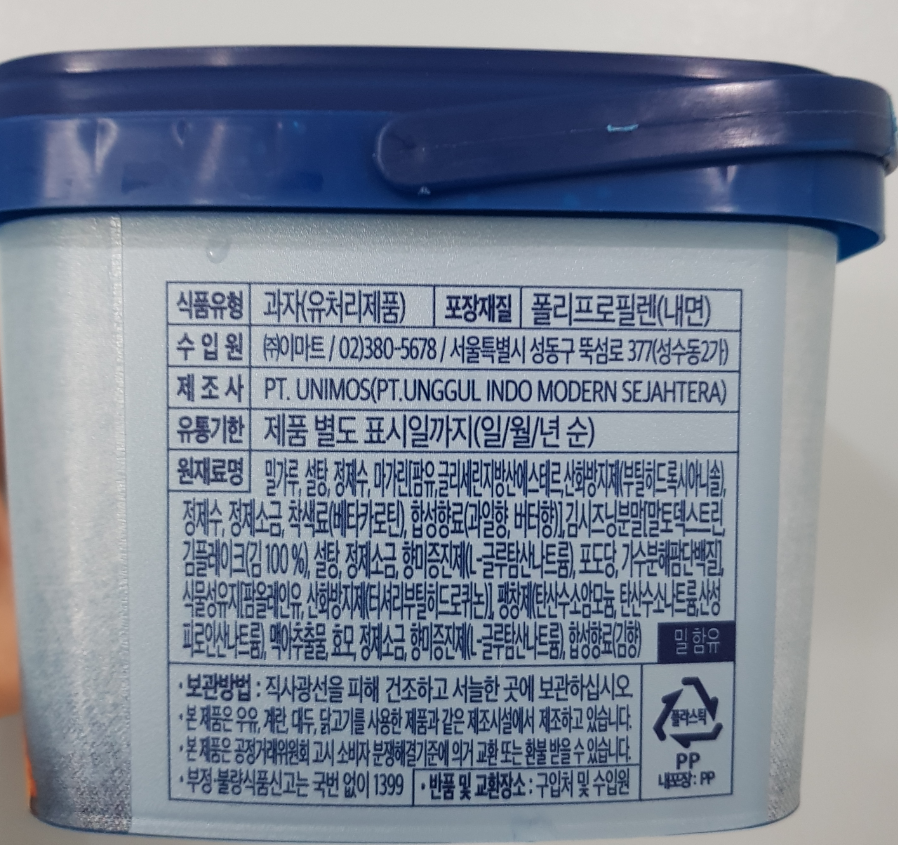 식품유형 과자(유처리제품) 포장재질 폴리프로필렌(내면)
수입원 ㈜이마트 / 02)380-5678 / 서울특별시 성동구 뚝섬로 377(성수동2가)
제조사 PT. UNIMOS(PT.UNGGUL INDO MODERN SEJAHTERA)
유통기한 제품 별도 표시일까지(일/월/년 순)
원재료명 밀가루, 설탕, 정제수, 마가린[팜유,글리세린지방산에스테르,산화방지제(부틸히드록시아니솔),
정제수, 정제소금, 착색료(베타카로틴), 합성향료(과일향, 버터향)], 김시즈닝분말[말토덱스트린,
김플레이크(김 100 %), 설탕, 정제소금, 향미증진제(L-글루탐산나트륨), 포도당, 가수분해팜단백질],
식물성유지[팜올레인유, 산화방지제(터셔리부틸히드로퀴논)], 팽창제(탄산수소암모늄, 탄산수소나트륨,산성
피로인산나트륨), 맥아추출물, 효모, 정제소금, 향미증진제(L-글루탐산나트륨), 합성향료(김향) 밀 함유
· 보관방법 : 직사광선을 피해 건조하고 서늘한 곳에 보관하십시오.
· 본 제품은 우유, 계란, 대두, 닭고기를 사용한 제품과 같은 제조시설에서 제조하고 있습니다.
· 본 제품은 공정거래위원회 고시 소비자 분쟁해결기준에 의거 교환 또는 환불 받을 수 있습니다.
· 부정·불량식품신고는 국번 없이 1399 · 반품 및 교환장소 : 구입처 및 수입원
플라스틱
PP
내포장 : PP